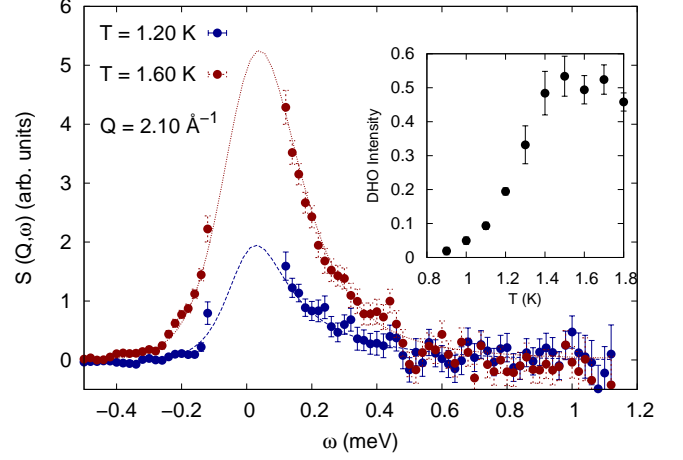 T = 1.20 K
T = 1.60 K
Q = 2.10 Å⁻¹
S (Q,ω) (arb. units)
6
5
4
3
2
1
0
−0.4 −0.2 0 0.2 0.4 0.6 0.8 1 1.2
ω (meV)
DHO Intensity
0.6
0.5
0.4
0.3
0.2
0.1
0
0.8 1 1.2 1.4 1.6 1.8
T (K)